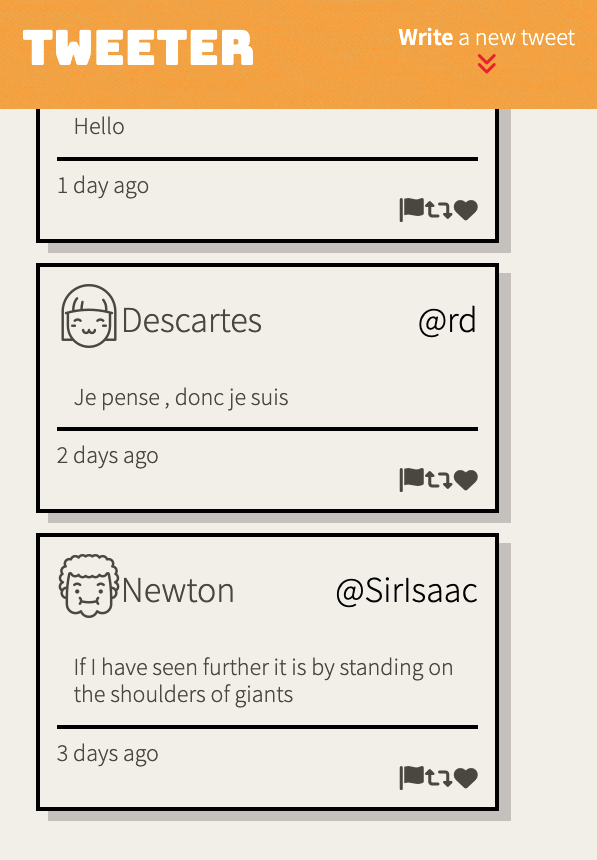 TWEETER
Write a new tweet
Hello
1 day ago
Descartes @rd
Je pense , donc je suis
2 days ago
Newton @SirIsaac
If I have seen further it is by standing on
the shoulders of giants
3 days ago